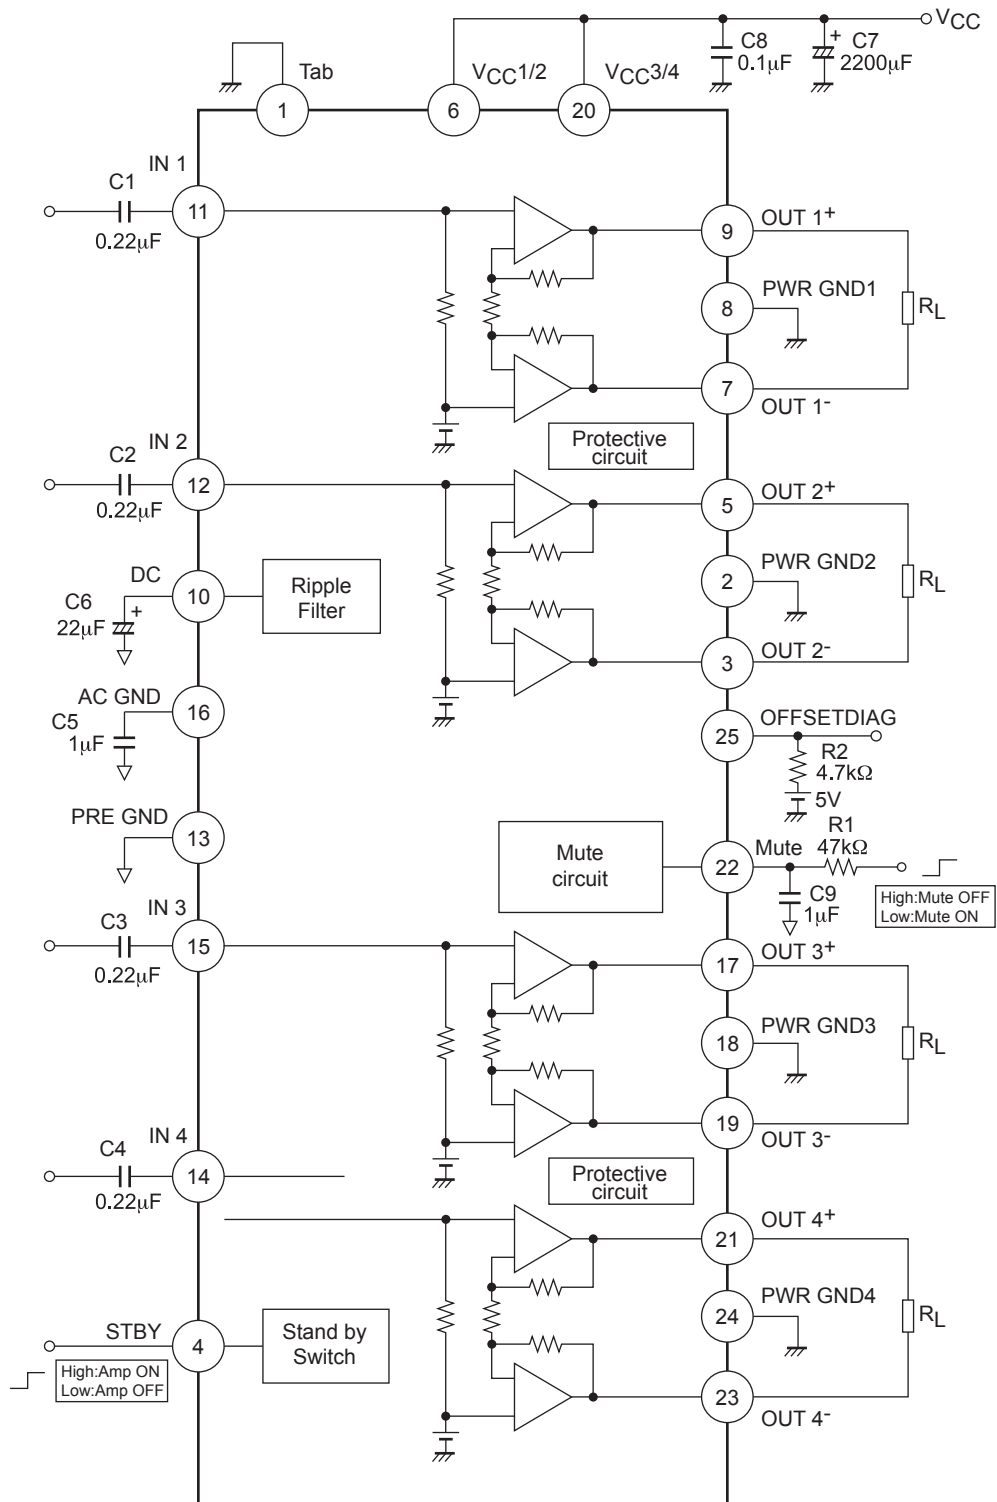 VCC
C8
0.1µF
+
C7
2200µF
Tab
VCC1/2
VCC3/4
1
6
20
IN 1
C1
0.22µF
11
9
OUT 1+
8
PWR GND1
RL
7
OUT 1-
Protective
circuit
IN 2
C2
0.22µF
12
5
OUT 2+
DC
C6
22µF
+
10
Ripple
Filter
2
PWR GND2
RL
3
OUT 2-
AC GND
C5
1µF
16
25
OFFSETDIAG
R2
4.7kΩ
5V
PRE GND
13
Mute
circuit
22
Mute
R1
47kΩ
C9
1µF
High:Mute OFF
Low:Mute ON
IN 3
C3
0.22µF
15
17
OUT 3+
18
PWR GND3
RL
19
OUT 3-
IN 4
C4
0.22µF
14
Protective
circuit
21
OUT 4+
24
PWR GND4
RL
STBY
4
Stand by
Switch
High:Amp ON
Low:Amp OFF
23
OUT 4-